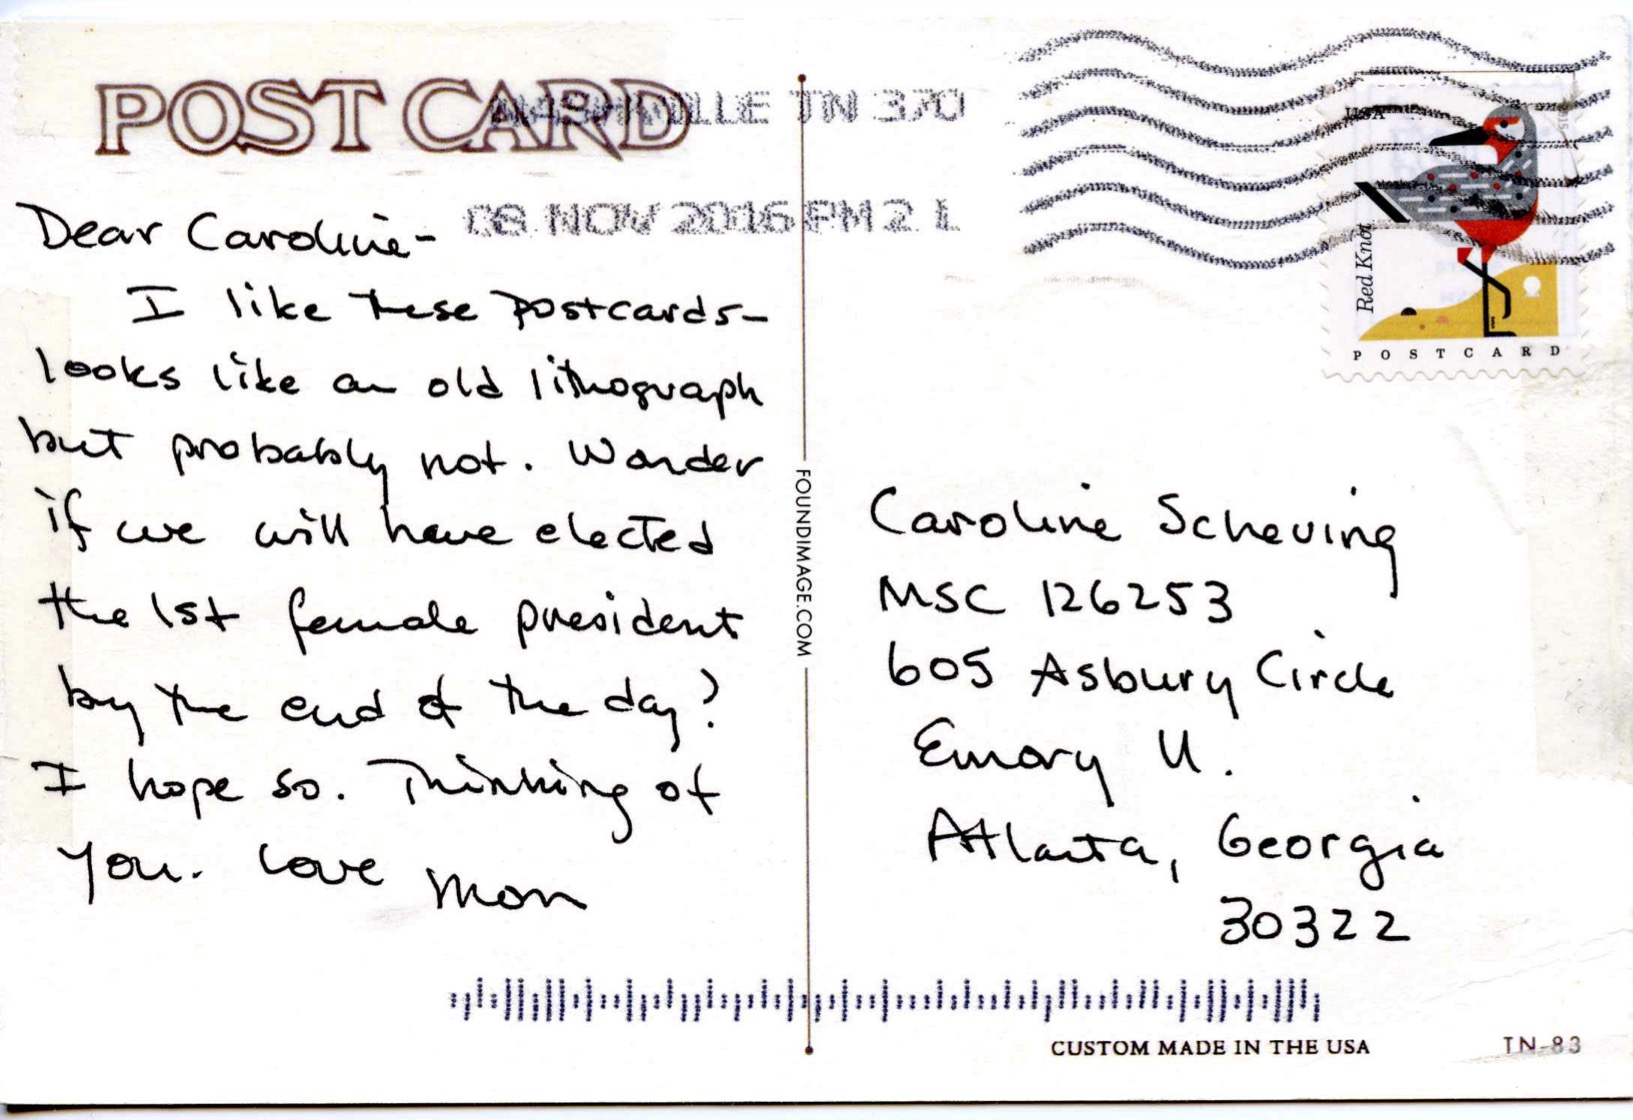 POST CARD
NASHVILLE TN 370
08 NOV 2016 PM 2 L
USA
2015
Red Knot
POSTCARD
Dear Caroline-
I like these postcards-
looks like an old lithograph
but probably not. Wonder
if we will have elected
the 1st female president
by the end of the day?
I hope so. Thinking of
you. Love Mom
FOUNDIMAGE.COM
Caroline Scheving
MSC 126253
605 Asbury Circle
Emory U.
Atlanta, Georgia
30322
CUSTOM MADE IN THE USA
TN-83